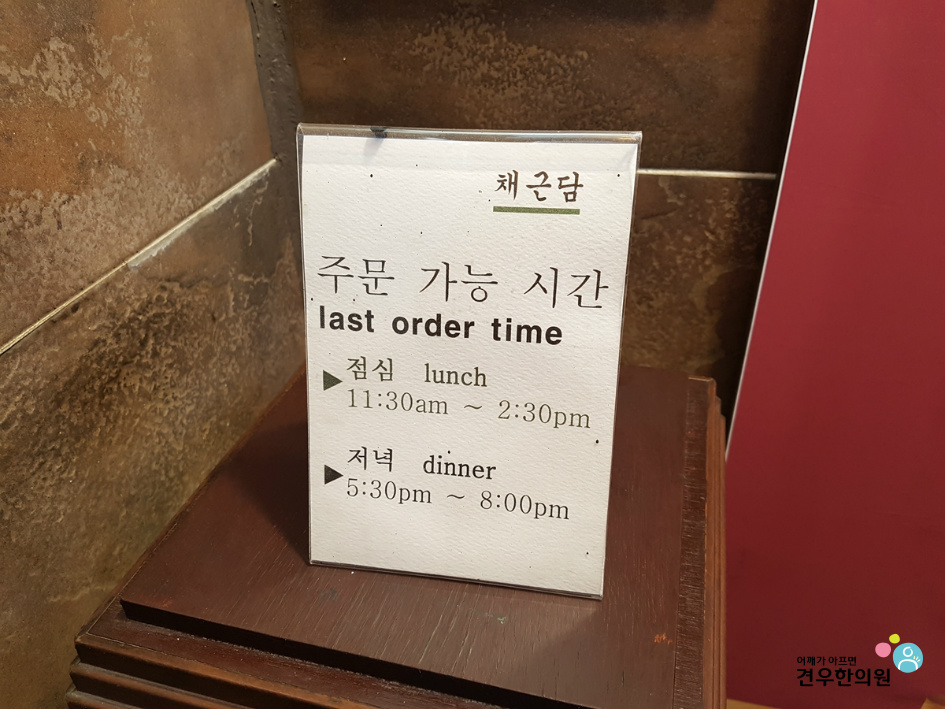 채근담
주문 가능 시간
last order time
▶점심 lunch
11:30am ~ 2:30pm
▶저녁 dinner
5:30pm ~ 8:00pm
어깨가 아프면
견우한의원